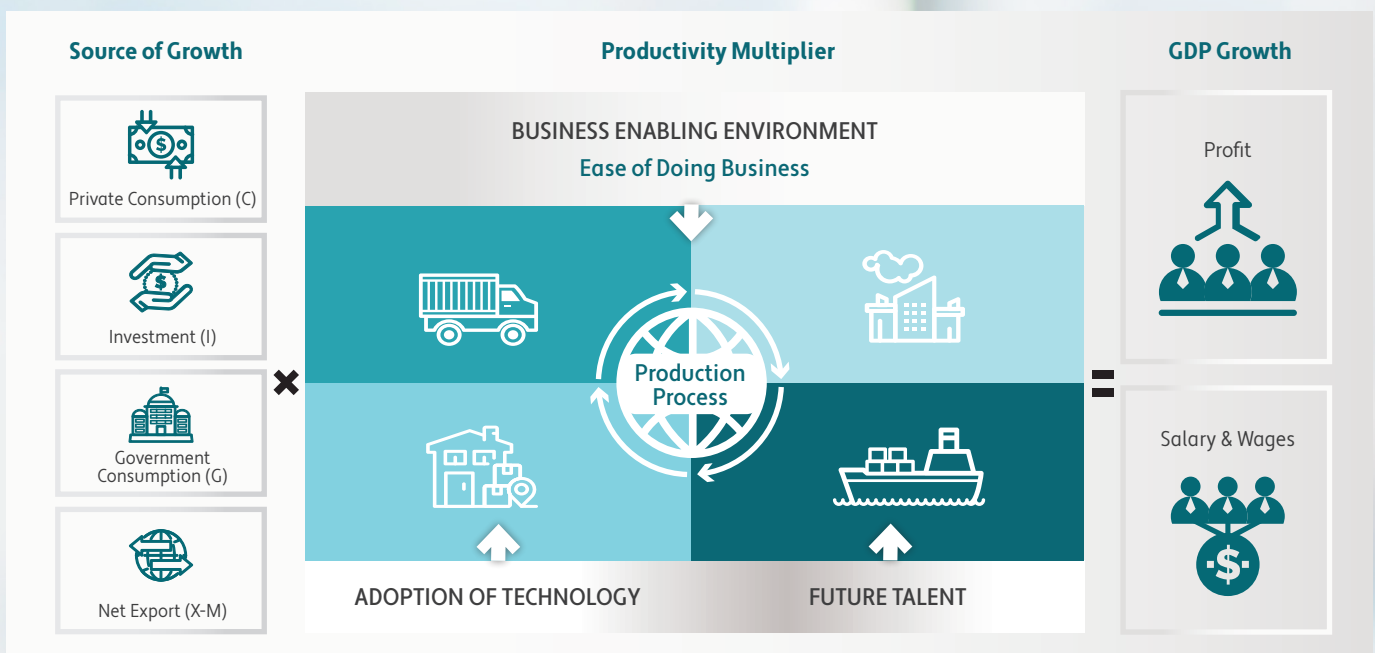 Source of Growth
Productivity Multiplier
GDP Growth
Private Consumption (C)
Investment (I)
Government
Consumption (G)
Net Export (X-M)
BUSINESS ENABLING ENVIRONMENT
Ease of Doing Business
Production
Process
ADOPTION OF TECHNOLOGY
FUTURE TALENT
Profit
Salary & Wages